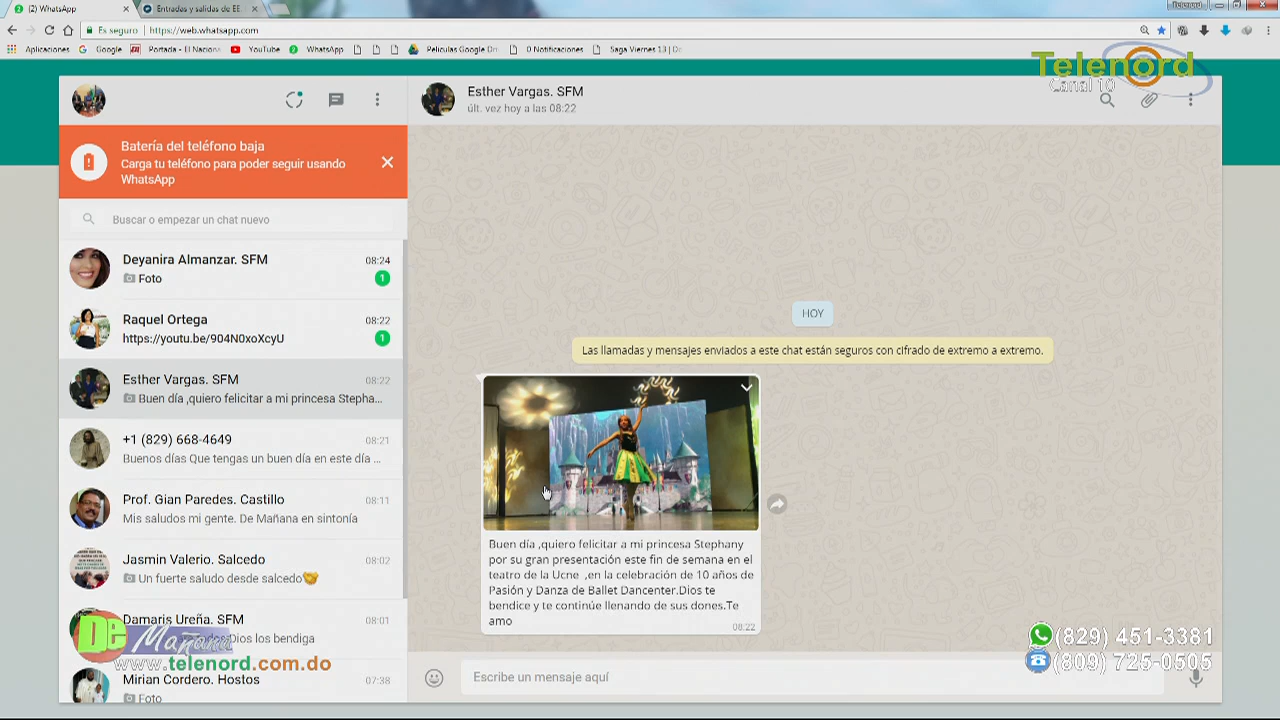 (2) WhatsApp
Entradas y salidas de EE.
Telenord
Es seguro | https://web.whatsapp.com
Aplicaciones
Google
Portada - El Naciona
YouTube
WhatsApp
Películas Google Dri
0 Notificaciones
Saga Viernes 13 | Do
Telenord
Canal 10
Esther Vargas. SFM
últ. vez hoy a las 08:22
Batería del teléfono baja
Carga tu teléfono para poder seguir usando
WhatsApp
Buscar o empezar un chat nuevo
Deyanira Almanzar. SFM 08:24
Foto 1
Raquel Ortega 08:22
https://youtu.be/904N0xoXcyU 1
Esther Vargas. SFM 08:22
Buen día ,quiero felicitar a mi princesa Stepha...
+1 (829) 668-4649 08:21
Buenos días Que tengas un buen día en este día ...
Prof. Gian Paredes. Castillo 08:11
Mis saludos mi gente. De Mañana en sintonía
Jasmin Valerio. Salcedo 08:02
Un fuerte saludo desde salcedo🤝
Damaris Ureña. SFM 08:01
Dios los bendiga
Mirian Cordero. Hostos 07:38
Foto
HOY
Las llamadas y mensajes enviados a este chat están seguros con cifrado de extremo a extremo.
Buen día ,quiero felicitar a mi princesa Stephany
por su gran presentación este fin de semana en el
teatro de la Ucne ,en la celebración de 10 años de
Pasión y Danza de Ballet Dancenter.Dios te
bendice y te continúe llenando de sus dones.Te
amo
08:22
Escribe un mensaje aquí
De Mañana
www.telenord.com.do
(829) 451-3381
(809) 725-0505